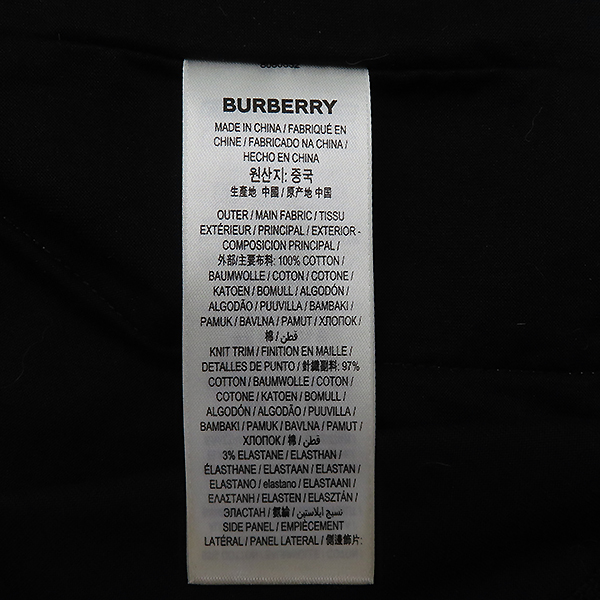 BURBERRY
MADE IN CHINA / FABRIQUÉ EN
CHINE / FABRICADO NA CHINA /
HECHO EN CHINA
원산지: 중국
生產地 中國 / 原产地 中国
OUTER / MAIN FABRIC / TISSU
EXTÉRIEUR / PRINCIPAL / EXTERIOR -
COMPOSICION PRINCIPAL /
外部/主要布料: 100% COTTON /
BAUMWOLLE / COTON / COTONE /
KATOEN / BOMULL / ALGODÓN /
ALGODÃO / PUUVILLA / BAMBAKI /
PAMUK / BAVLNA / PAMUT / ХЛОПОК /
棉 / قطن /
KNIT TRIM / FINITION EN MAILLE /
DETALLES DE PUNTO / 針織副料: 97%
COTTON / BAUMWOLLE / COTON /
COTONE / KATOEN / BOMULL /
ALGODÓN / ALGODÃO / PUUVILLA /
BAMBAKI / PAMUK / BAVLNA / PAMUT /
ХЛОПОК / 棉 / قطن /
3% ELASTANE / ELASTHAN /
ÉLASTHANE / ELASTAAN / ELASTAN /
ELASTANO / elastano / ELASTAANI /
ΕΛΑΣΤΑΝΗ / ELASTEN / ELASZTÁN /
ЭЛАСТАН / 氨綸 / نسيج ايلاستين /
SIDE PANEL / EMPIÈCEMENT
LATÉRAL / PANEL LATERAL / 側邊飾片: